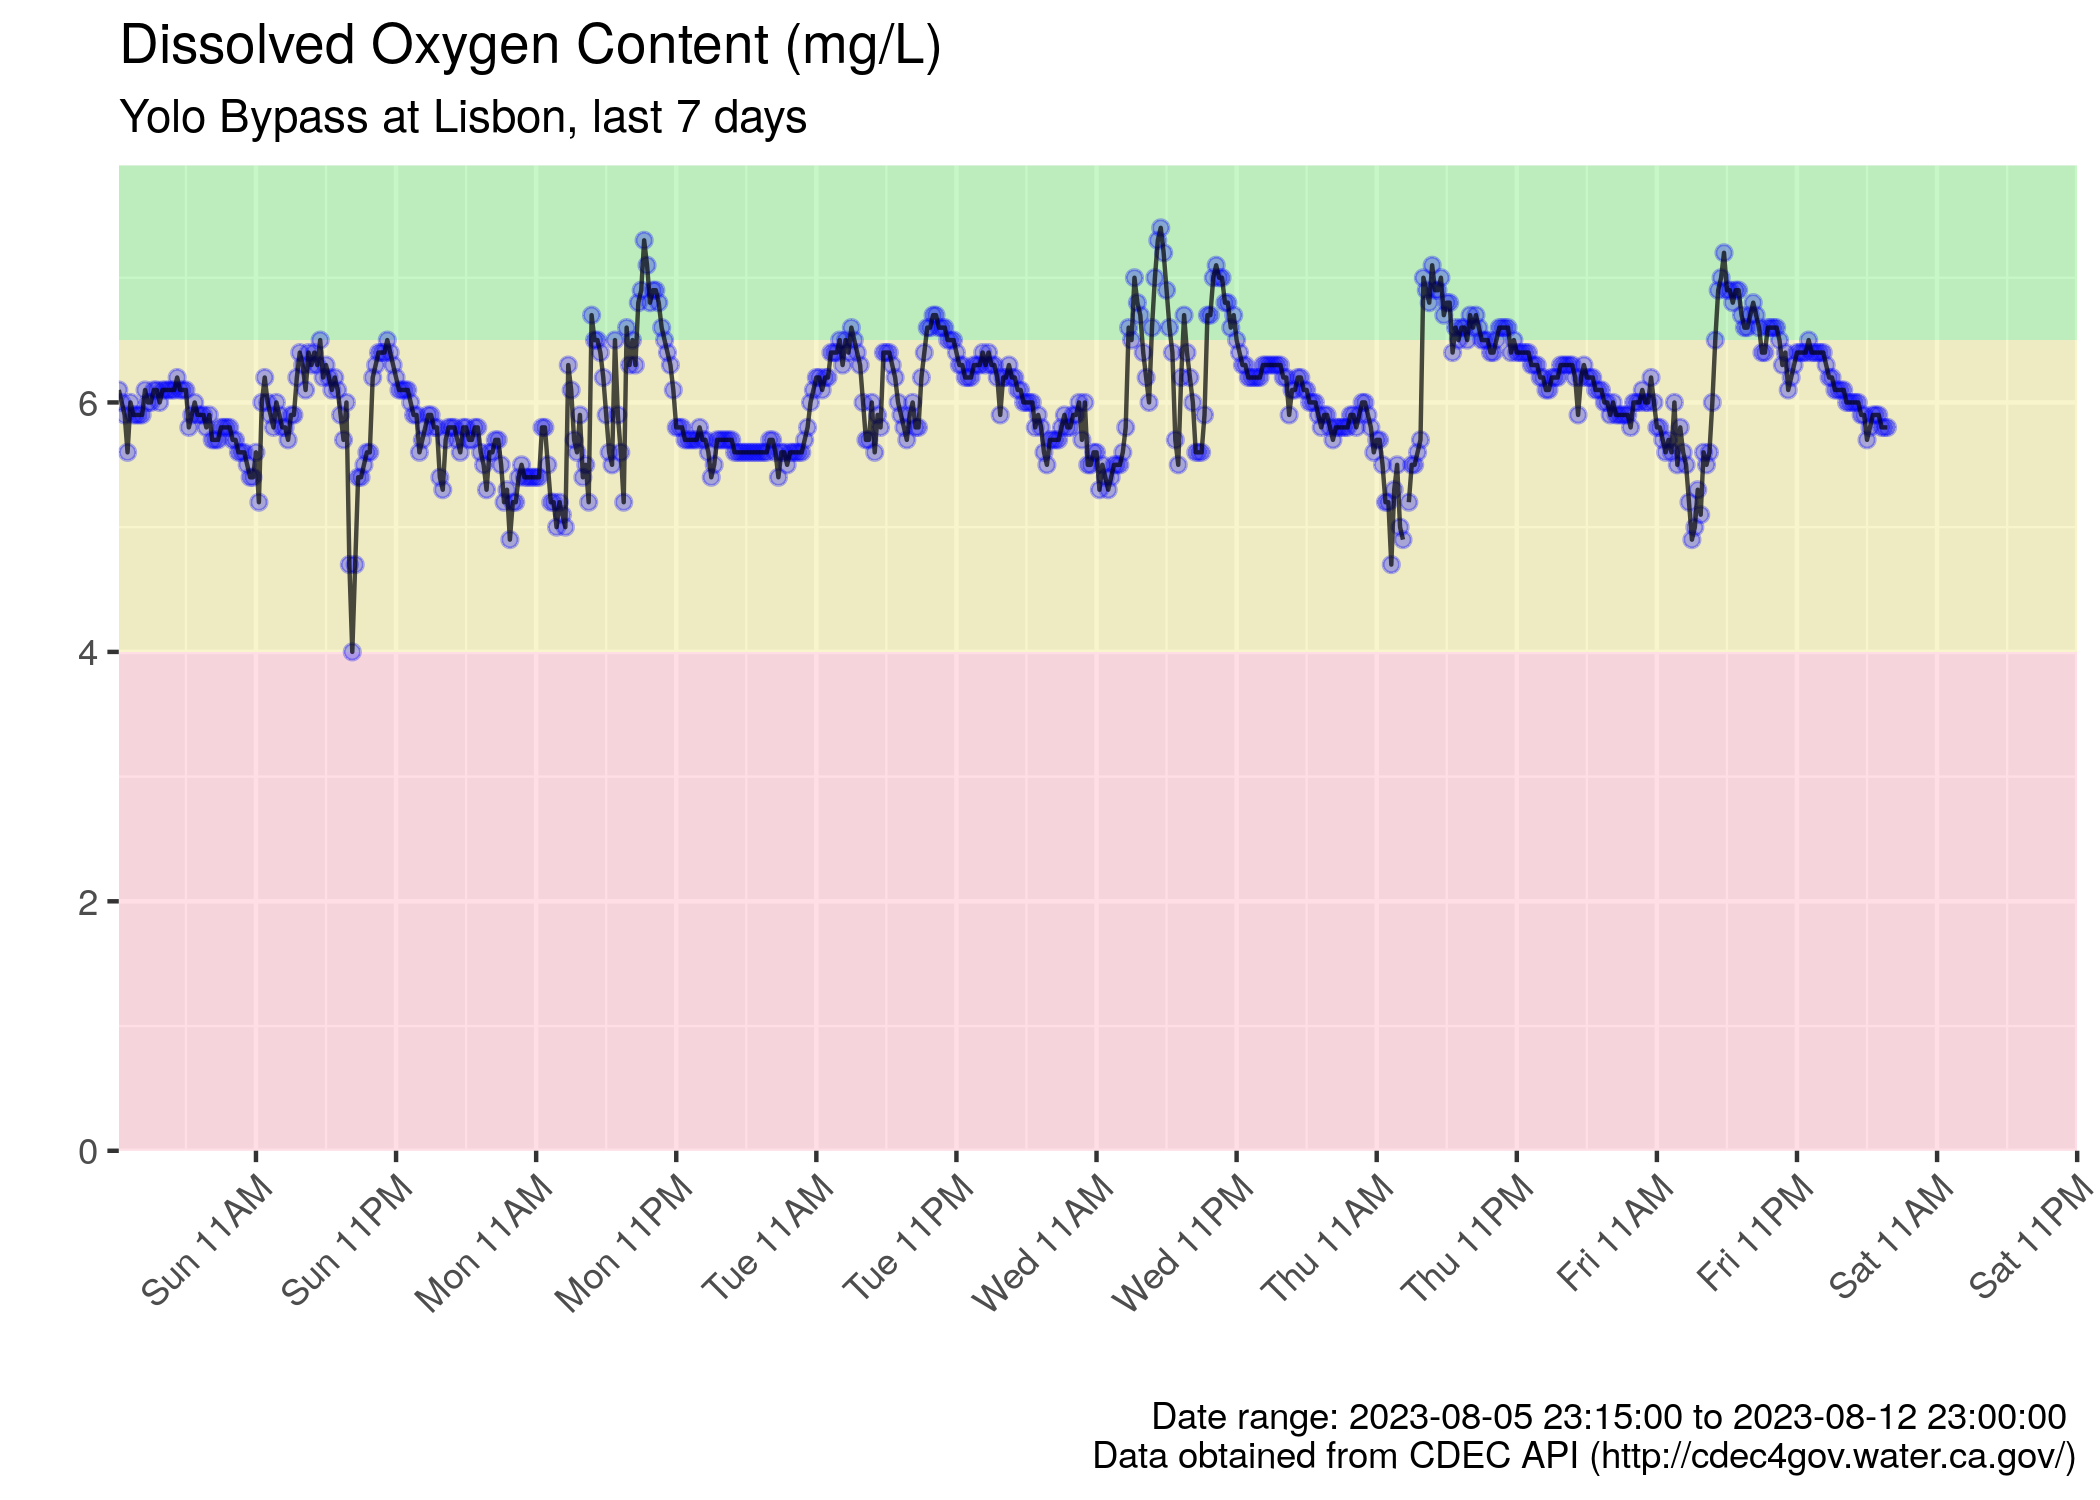 Dissolved Oxygen Content (mg/L)
Yolo Bypass at Lisbon, last 7 days
6
4
2
0
Sun 11AM
Sun 11PM
Mon 11AM
Mon 11PM
Tue 11AM
Tue 11PM
Wed 11AM
Wed 11PM
Thu 11AM
Thu 11PM
Fri 11AM
Fri 11PM
Sat 11AM
Sat 11PM
Date range: 2023-08-05 23:15:00 to 2023-08-12 23:00:00
Data obtained from CDEC API (http://cdec4gov.water.ca.gov/)